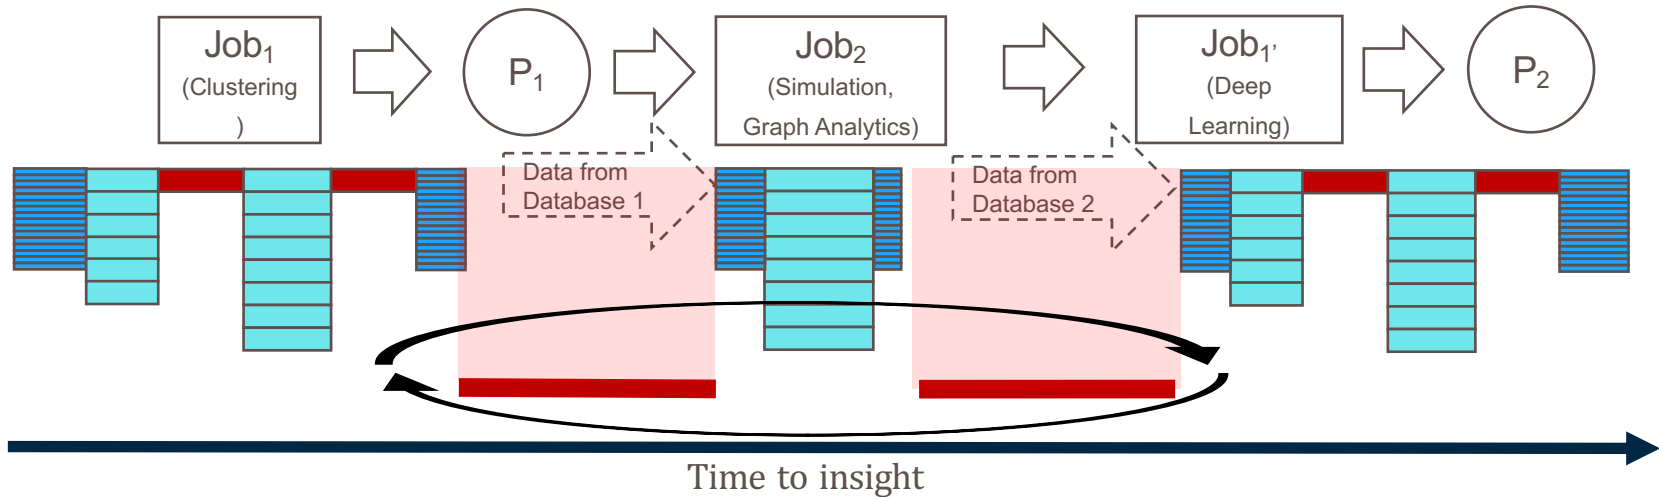 Job₁
(Clustering
)
P₁
Job₂
(Simulation,
Graph Analytics)
Job₁’
(Deep
Learning)
P₂
Data from
Database 1
Data from
Database 2
Time to insight